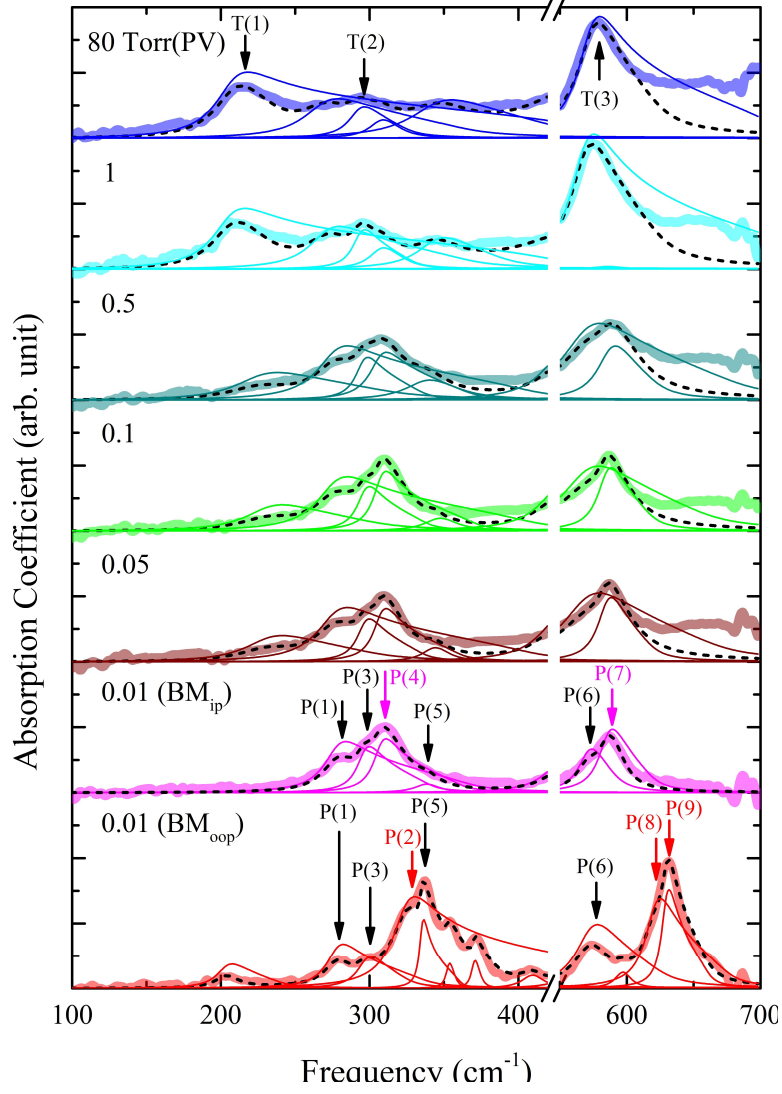 80 Torr(PV)
T(1)
T(2)
T(3)
1
0.5
0.1
0.05
0.01 (BMip)
P(1)
P(3)
P(4)
P(5)
P(6)
P(7)
0.01 (BMoop)
P(1)
P(3)
P(2)
P(5)
P(6)
P(8)
P(9)
Absorption Coefficient (arb. unit)
100 200 300 400 600 700
Frequency (cm-1)